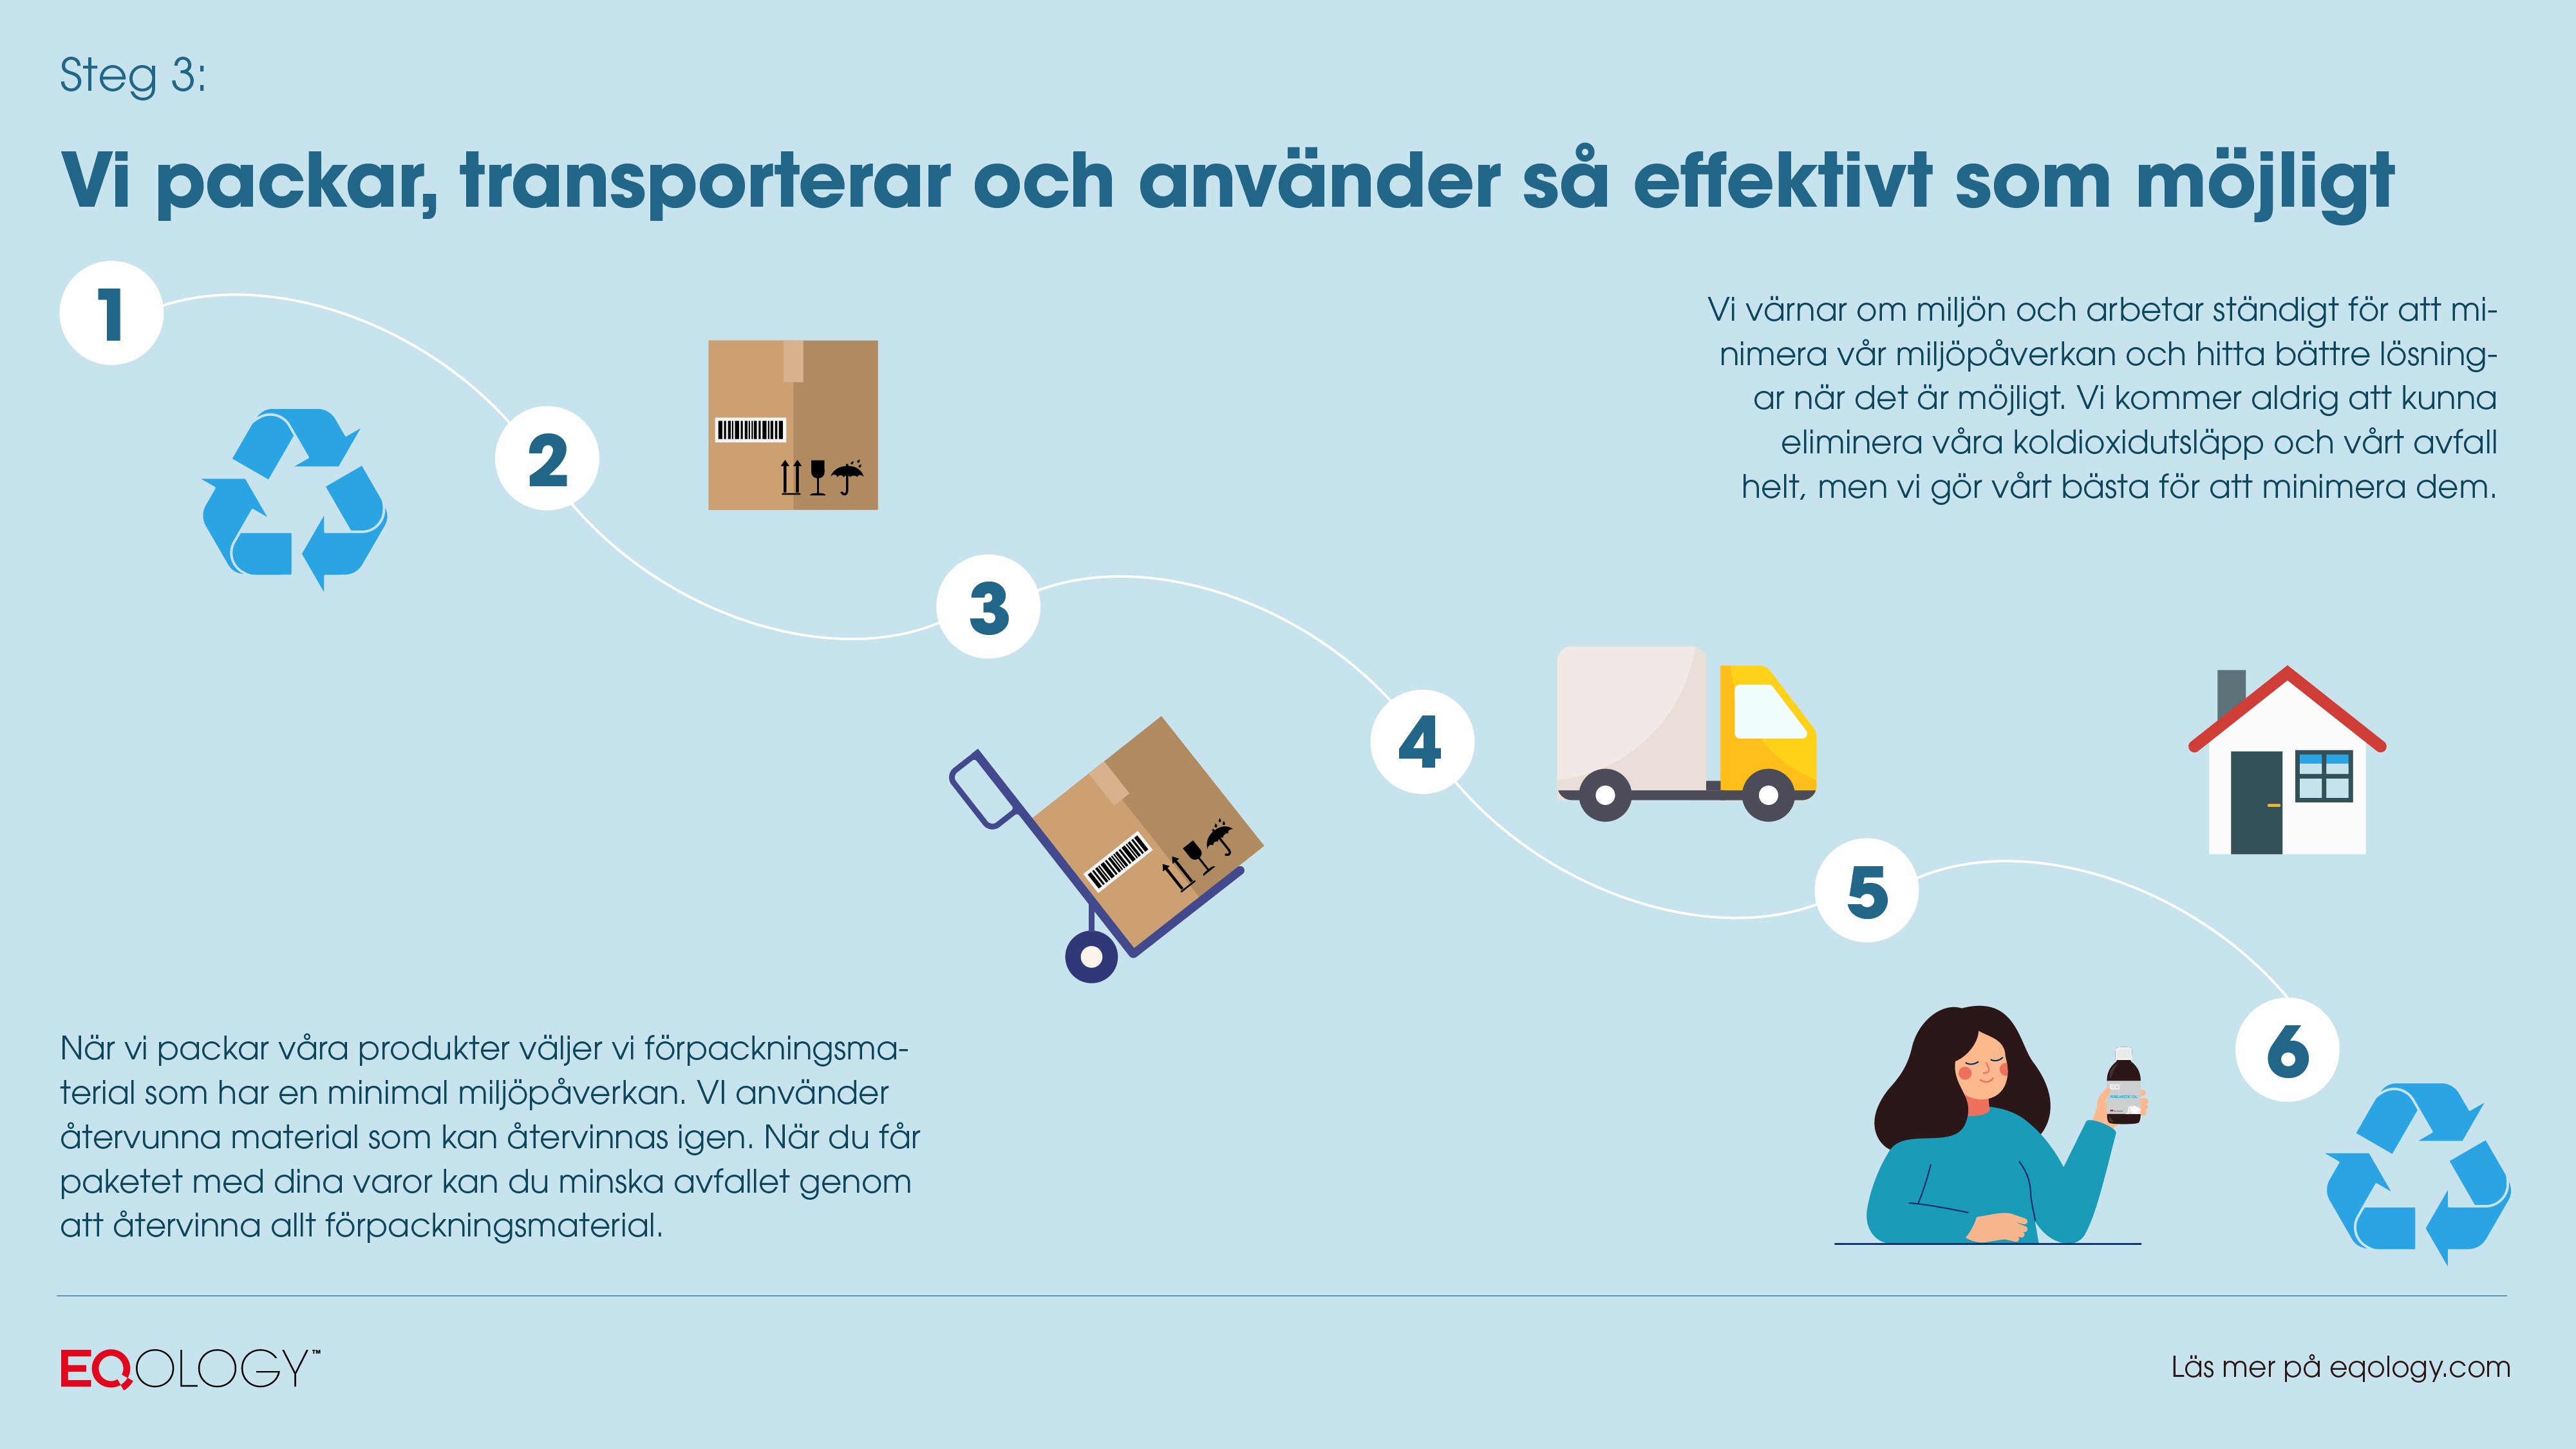 Steg 3:
Vi packar, transporterar och använder så effektivt som möjligt
1
2
3
4
5
6
Vi värnar om miljön och arbetar ständigt för att mi-
nimera vår miljöpåverkan och hitta bättre lösning-
ar när det är möjligt. Vi kommer aldrig att kunna
eliminera våra koldioxidutsläpp och vårt avfall
helt, men vi gör vårt bästa för att minimera dem.
När vi packar våra produkter väljer vi förpackningsma-
terial som har en minimal miljöpåverkan. VI använder
återvunna material som kan återvinnas igen. När du får
paketet med dina varor kan du minska avfallet genom
att återvinna allt förpackningsmaterial.
EQ
EQOLOGY™
Läs mer på eqology.com